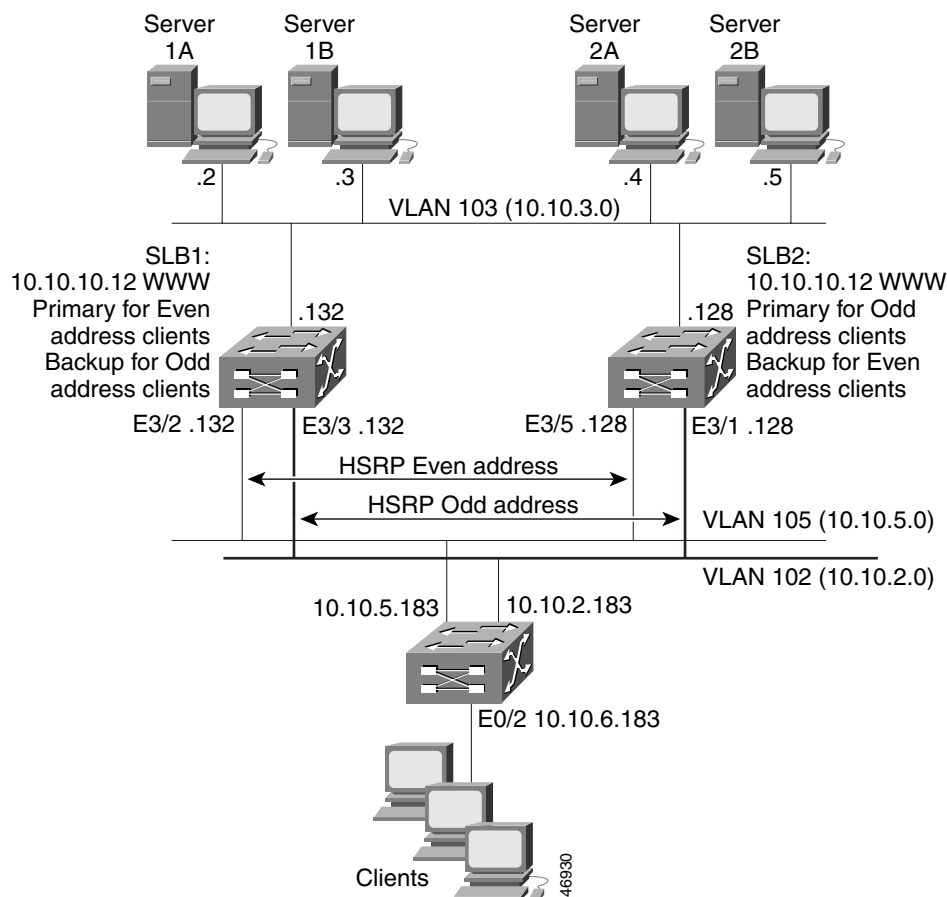 Server
1A
Server
1B
Server
2A
Server
2B
.2
.3
.4
.5
VLAN 103 (10.10.3.0)
SLB1:
10.10.10.12 WWW
Primary for Even
address clients
Backup for Odd
address clients
.132
.128
SLB2:
10.10.10.12 WWW
Primary for Odd
address clients
Backup for Even
address clients
E3/2 .132
E3/3 .132
E3/5 .128
E3/1 .128
HSRP Even address
HSRP Odd address
VLAN 105 (10.10.5.0)
VLAN 102 (10.10.2.0)
10.10.5.183
10.10.2.183
E0/2 10.10.6.183
Clients
46930